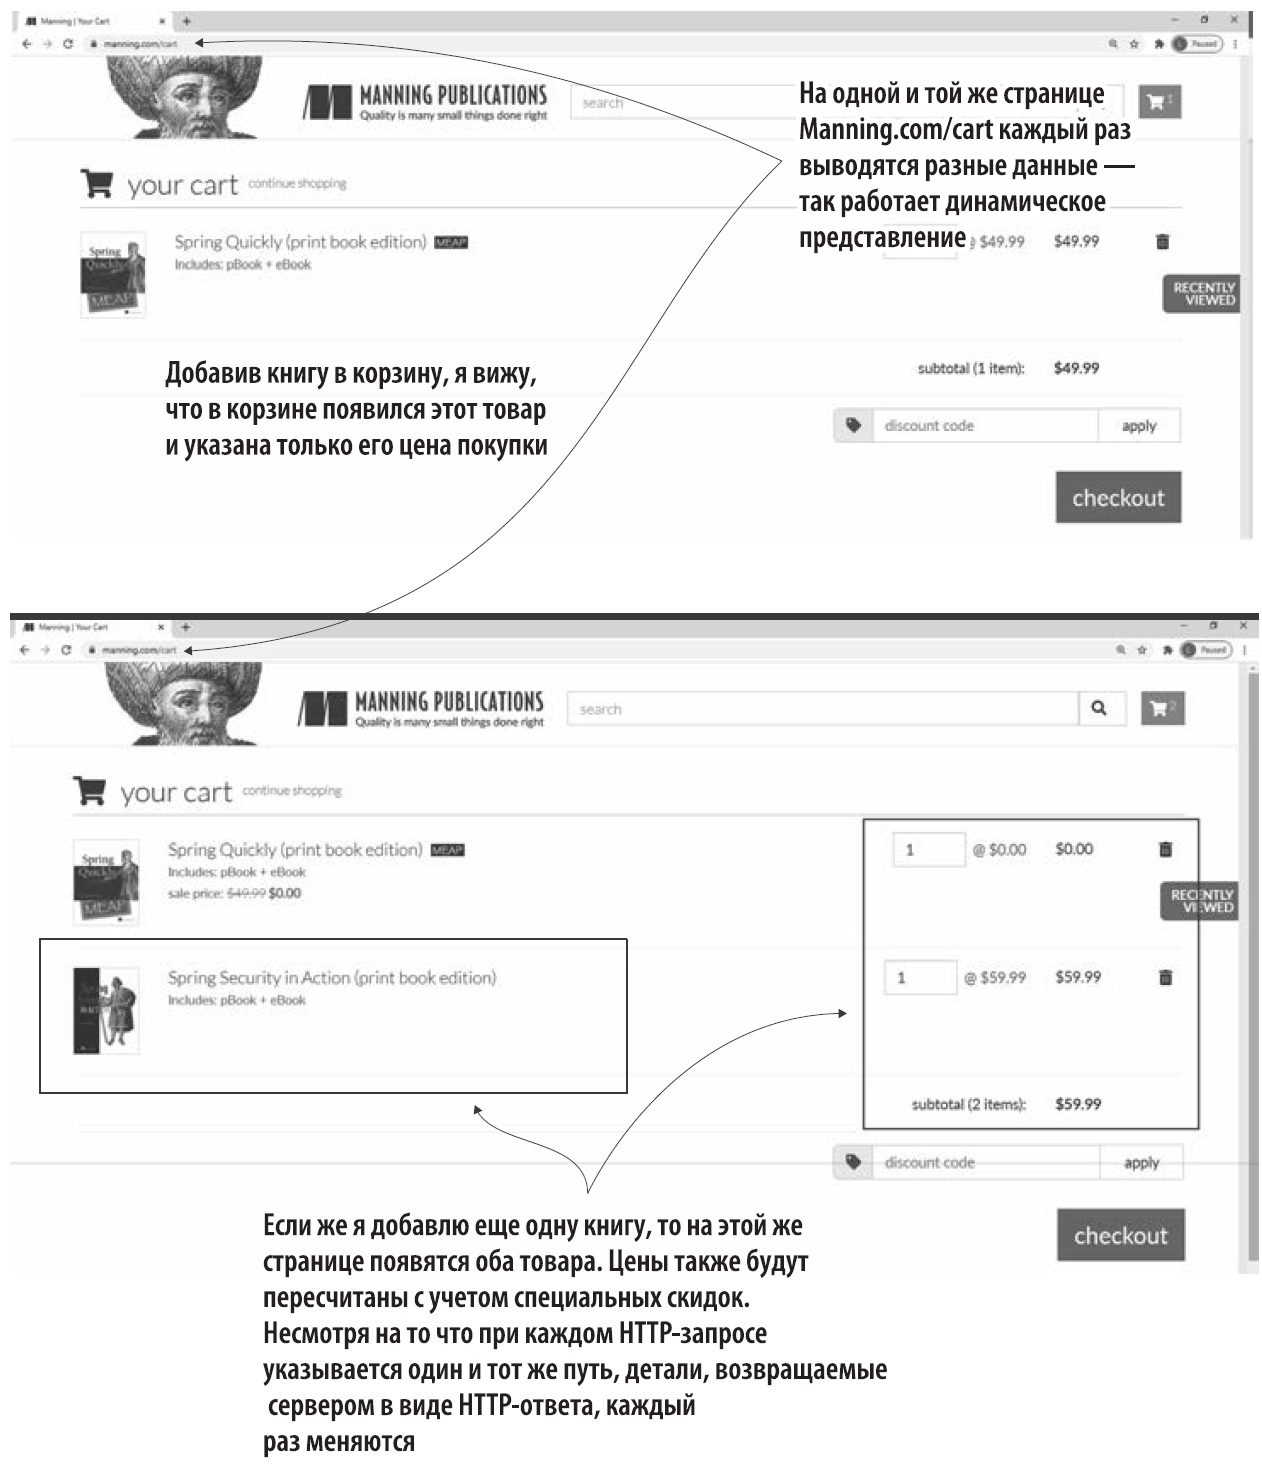 Manning | Your Cart
manning.com/cart
Paused
MANNING PUBLICATIONS
Quality is many small things done right
search
1
На одной и той же странице
Manning.com/cart каждый раз
выводятся разные данные —
так работает динамическое
представление
your cart continue shopping
Spring Quickly (print book edition) MEAP
Includes: pBook + eBook
@ $49.99 $49.99
Spring
Quickly
MEAP
RECENTLY
VIEWED
Добавив книгу в корзину, я вижу,
что в корзине появился этот товар
и указана только его цена покупки
subtotal (1 item): $49.99
discount code apply
checkout
Manning | Your Cart
manning.com/cart
Paused
MANNING PUBLICATIONS
Quality is many small things done right
search
2
your cart continue shopping
Spring Quickly (print book edition) MEAP
Includes: pBook + eBook
sale price: $49.99 $0.00
1 @ $0.00 $0.00
Spring
Quickly
MEAP
RECENTLY
VIEWED
Spring Security in Action (print book edition)
Includes: pBook + eBook
1 @ $59.99 $59.99
subtotal (2 items): $59.99
discount code apply
checkout
Если же я добавлю еще одну книгу, то на этой же
странице появятся оба товара. Цены также будут
пересчитаны с учетом специальных скидок.
Несмотря на то что при каждом HTTP-запросе
указывается один и тот же путь, детали, возвращаемые
сервером в виде HTTP-ответа, каждый
раз меняются